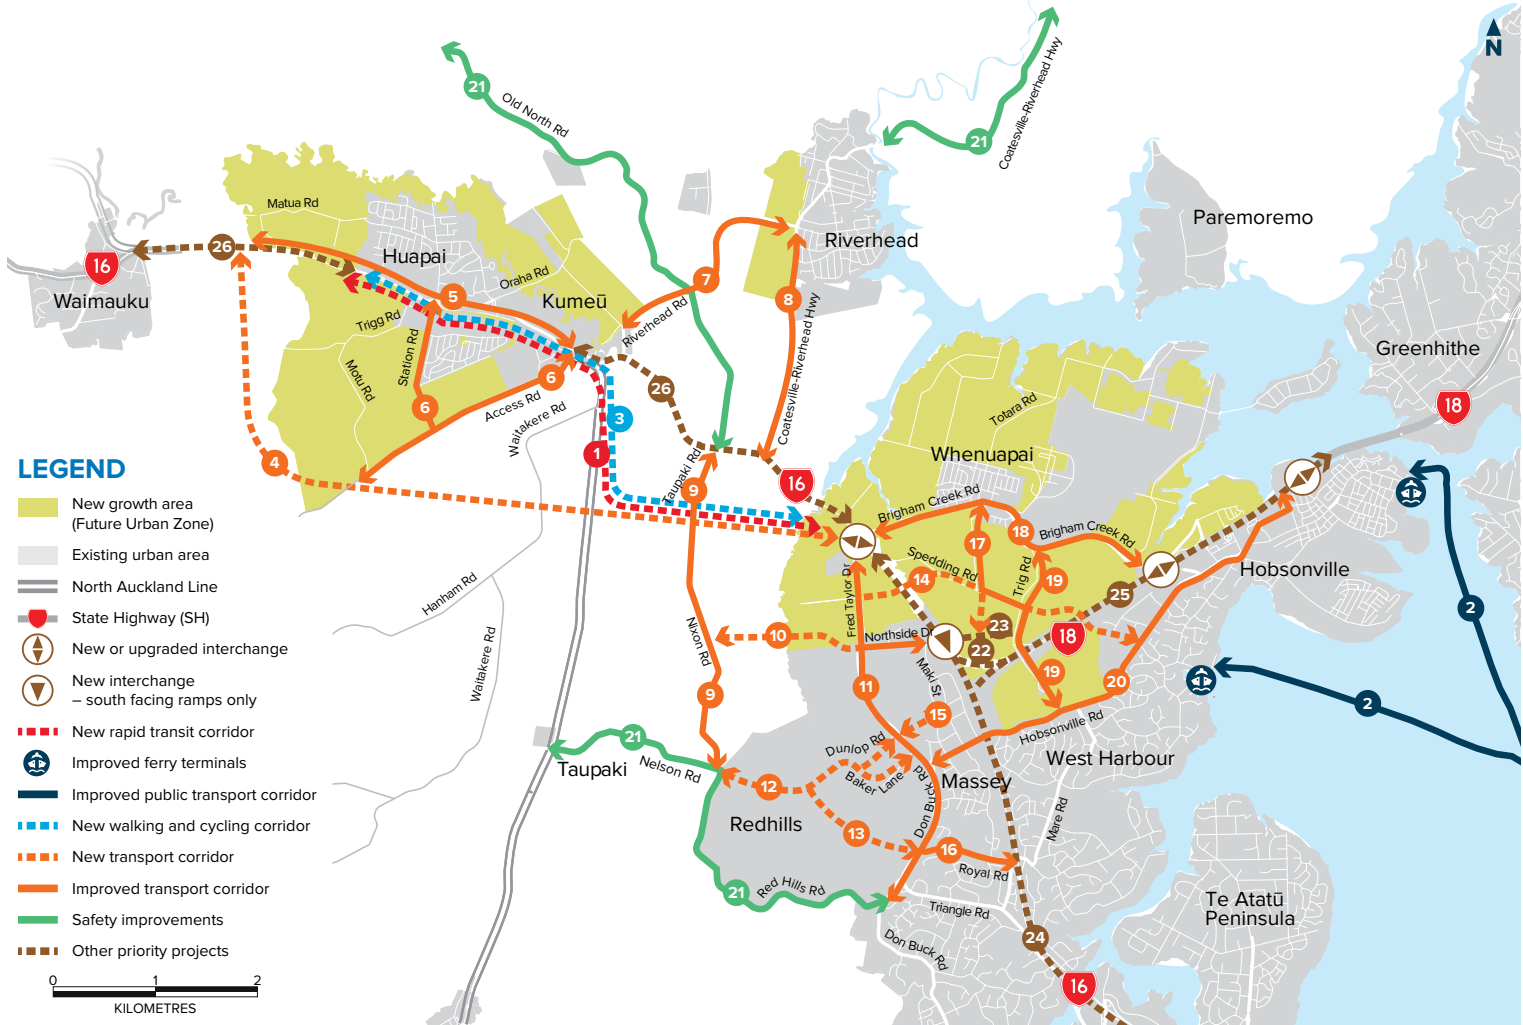 21
Old North Rd
21
Coatesville-Riverhead Hwy
N
Matua Rd
Huapai
Riverhead
Paremoremo
26
16
Waimauku
5
Oraha Rd
Kumeū
7
8
Riverhead Rd
Coatesville-Riverhead Hwy
Trigg Rd
Station Rd
Motu Rd
6
6
Access Rd
Waitakere Rd
26
3
1
Greenhithe
18
Totara Rd
Whenuapai
4
Taupaki Rd
9
16
Brigham Creek Rd
17
18
Brigham Creek Rd
Spedding Rd
14
Trig Rd
19
Fred Taylor Dr
Hobsonville
25
2
10
Northside Dr
23
22
18
Nixon Rd
Hanham Rd
Waitakere Rd
9
11
Maki St
19
20
2
15
Hobsonville Rd
21
Nelson Rd
Taupaki
Dunlop Rd
Baker Lane
Massey
West Harbour
12
Don Buck Rd
Redhills
13
Mare Rd
16
Royal Rd
21
Red Hills Rd
Triangle Rd
Te Atatū
Peninsula
24
Don Buck Rd
16
LEGEND
New growth area
(Future Urban Zone)
Existing urban area
North Auckland Line
State Highway (SH)
New or upgraded interchange
New interchange
– south facing ramps only
New rapid transit corridor
Improved ferry terminals
Improved public transport corridor
New walking and cycling corridor
New transport corridor
Improved transport corridor
Safety improvements
Other priority projects
0 1 2
KILOMETRES